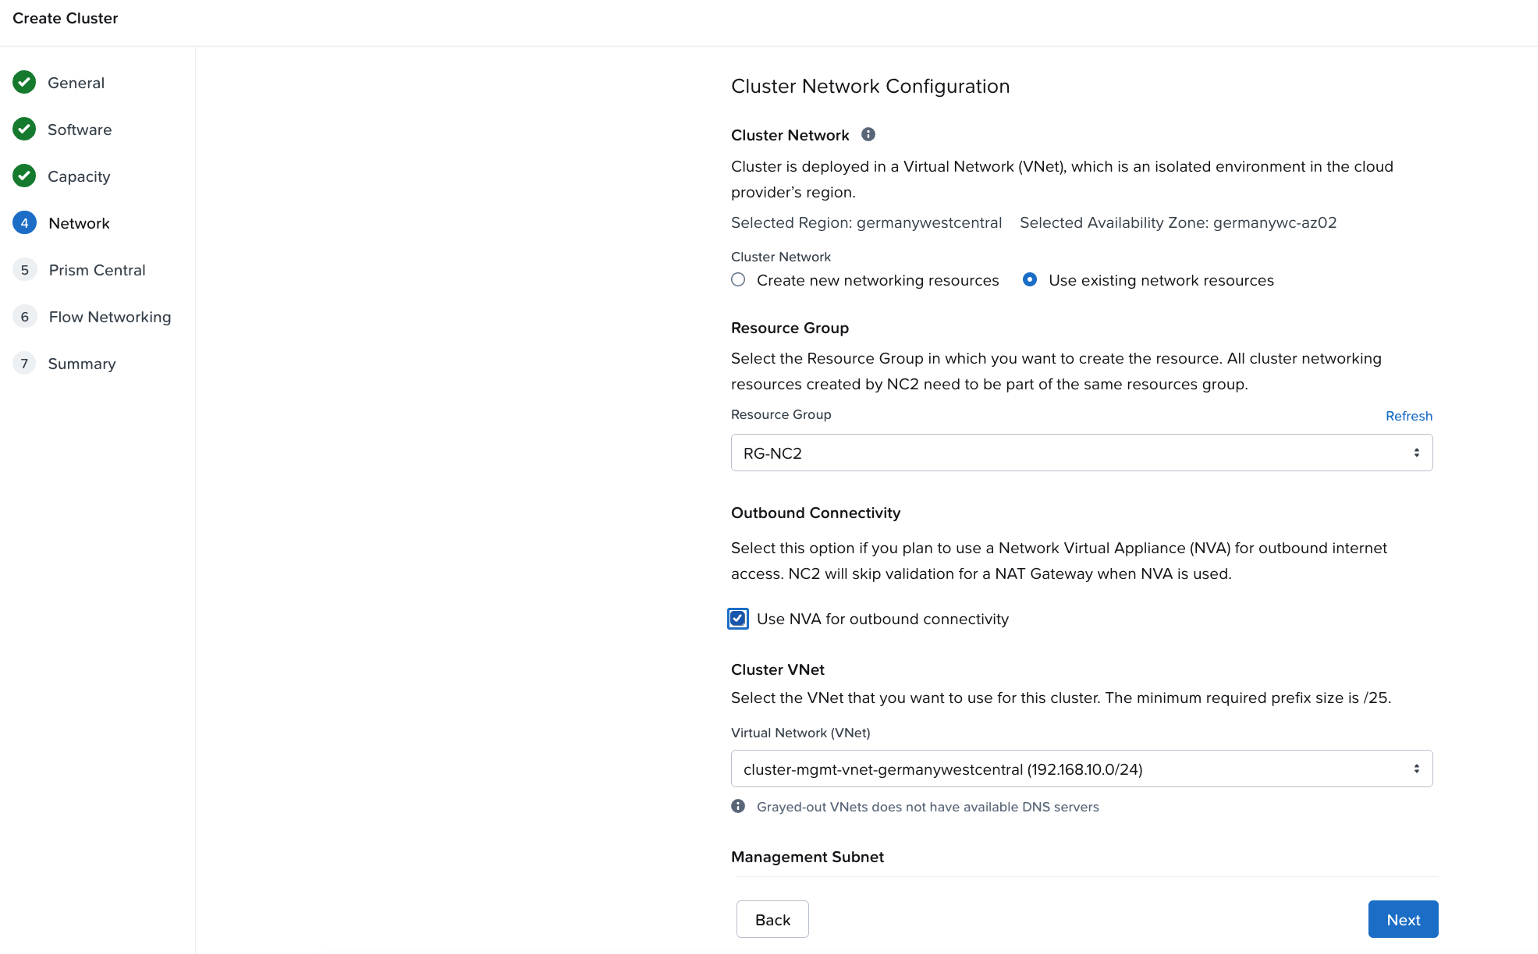 Create Cluster
General
Software
Capacity
4 Network
5 Prism Central
6 Flow Networking
7 Summary
Cluster Network Configuration
Cluster Network
Cluster is deployed in a Virtual Network (VNet), which is an isolated environment in the cloud
provider’s region.
Selected Region: germanywestcentral Selected Availability Zone: germanywc-az02
Cluster Network
Create new networking resources Use existing network resources
Resource Group
Select the Resource Group in which you want to create the resource. All cluster networking
resources created by NC2 need to be part of the same resources group.
Resource Group Refresh
RG-NC2
Outbound Connectivity
Select this option if you plan to use a Network Virtual Appliance (NVA) for outbound internet
access. NC2 will skip validation for a NAT Gateway when NVA is used.
Use NVA for outbound connectivity
Cluster VNet
Select the VNet that you want to use for this cluster. The minimum required prefix size is /25.
Virtual Network (VNet)
cluster-mgmt-vnet-germanywestcentral (192.168.10.0/24)
Grayed-out VNets does not have available DNS servers
Management Subnet
Back Next